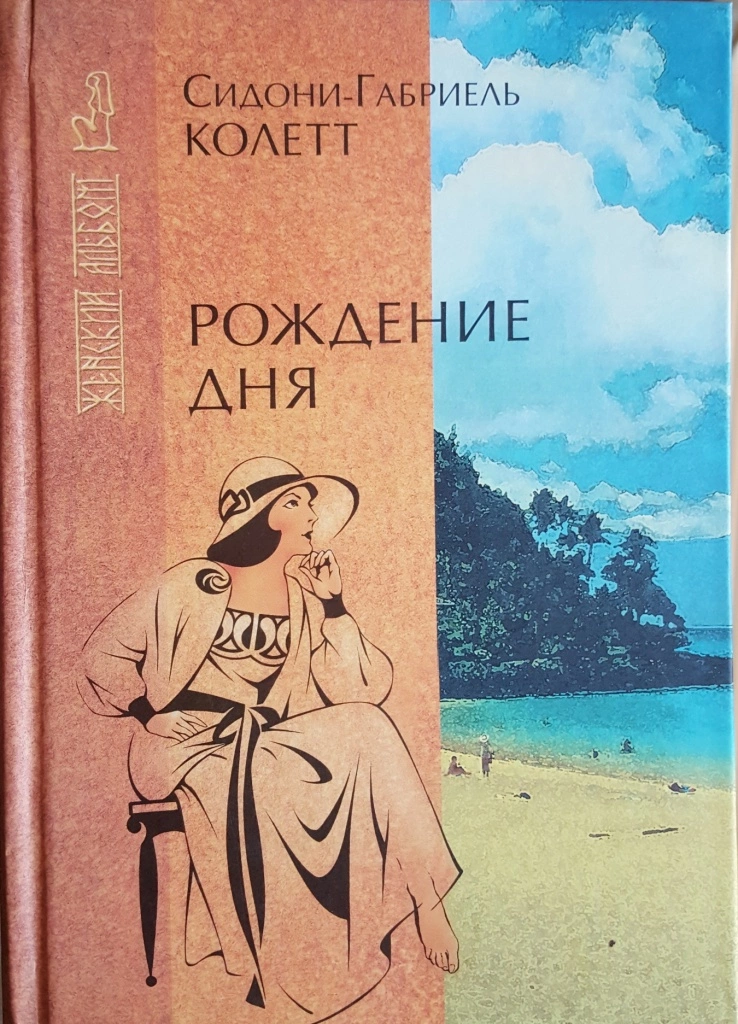 Сидони-Габриель
КОЛЕТТ
ЖЕНСКИЙ АЛЬБОМ
РОЖДЕНИЕ
ДНЯ